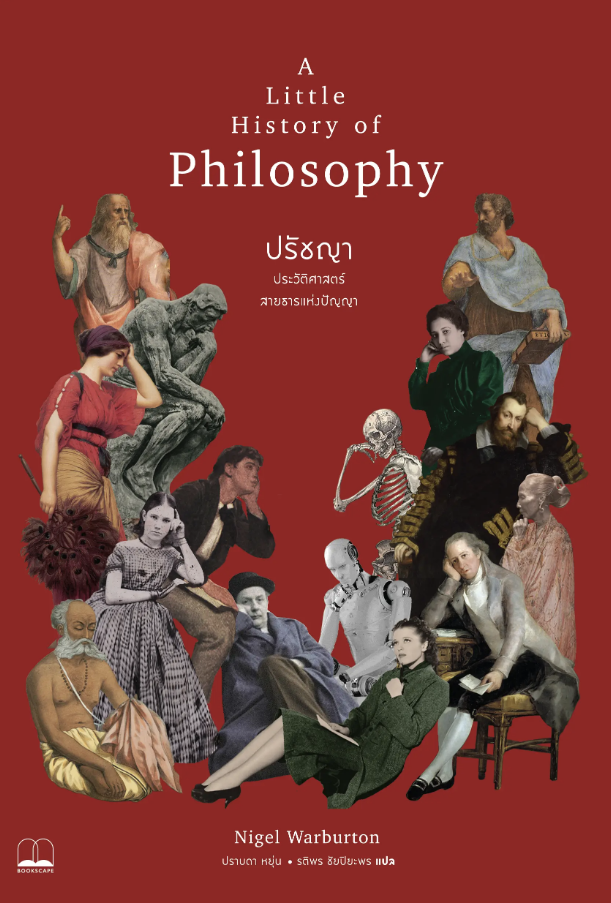 A
Little
History of
Philosophy
ปรัชญา
ประวัติศาสตร์
สายธารแห่งปัญญา
Nigel Warburton
ปราบดา หยุ่น • รติพร ชัยปิยะพร แปล
BOOKSCAPE